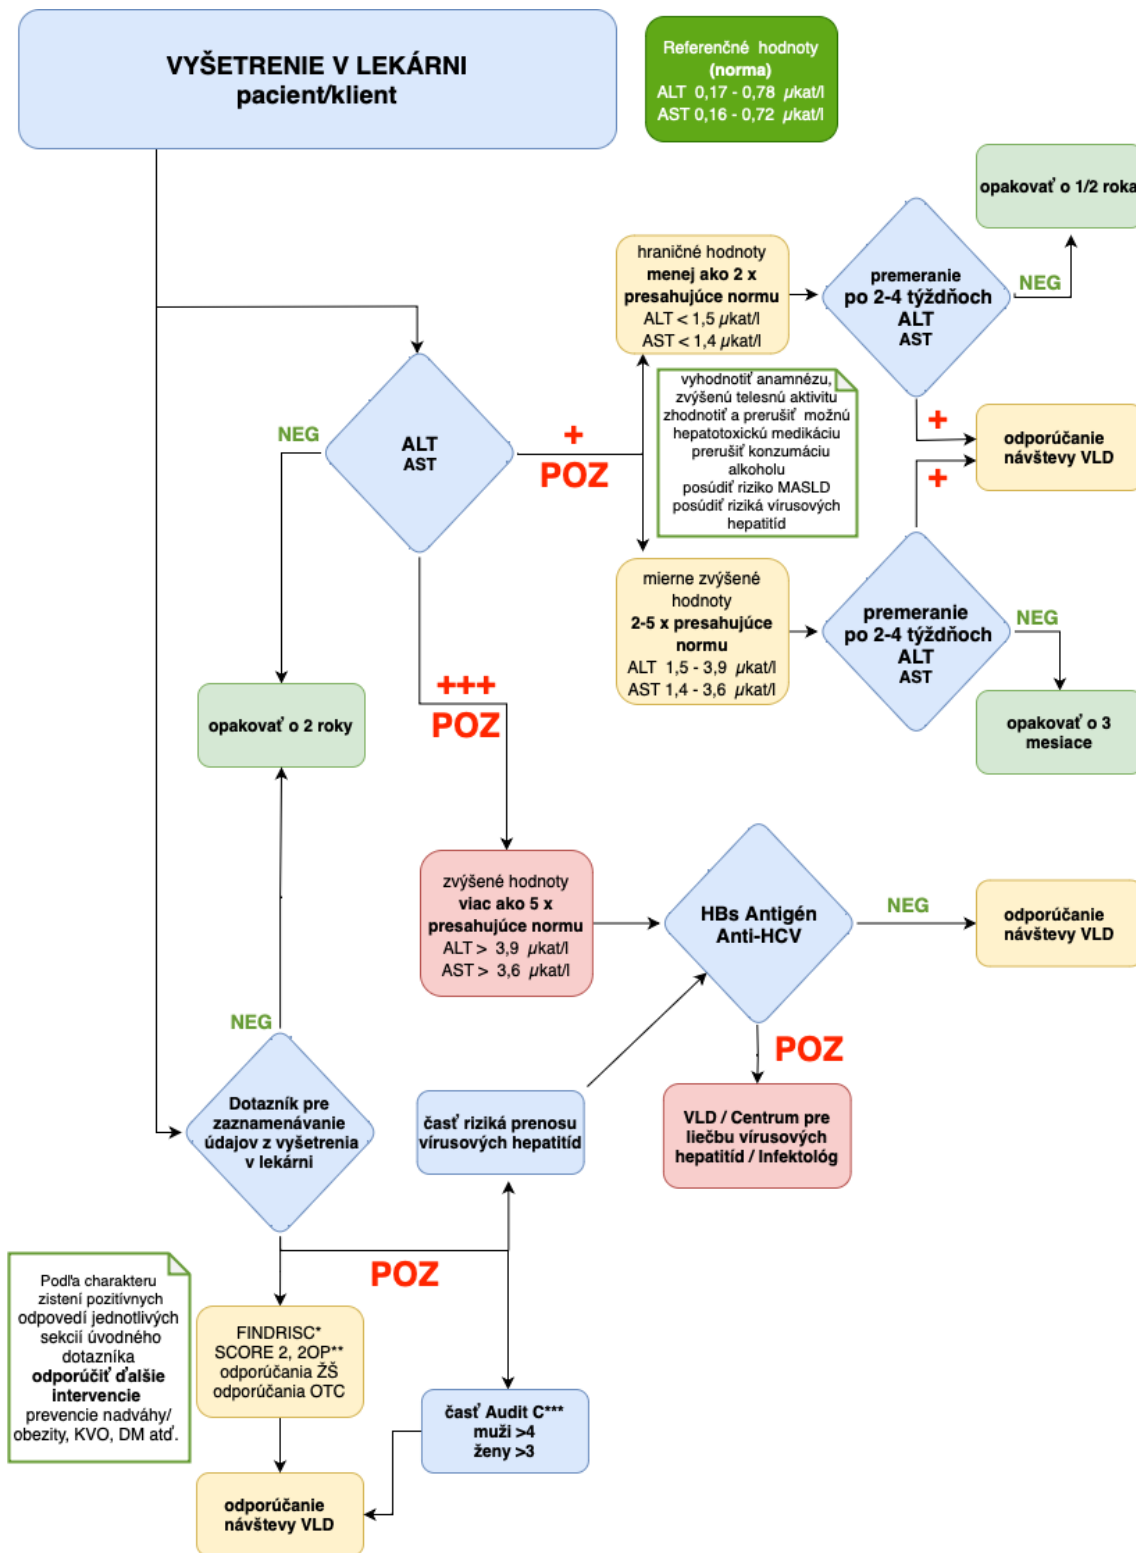 VYŠETRENIE V LEKÁRNI
pacient/klient
Referenčné hodnoty
(norma)
ALT 0,17 - 0,78 µkat/l
AST 0,16 - 0,72 µkat/l
opakovať o 1/2 roka
hraničné hodnoty
menej ako 2 x
presahujúce normu
ALT < 1,5 µkat/l
AST < 1,4 µkat/l
premeranie
po 2-4 týždňoch
ALT
AST
NEG
vyhodnotiť anamnézu,
zvýšenú telesnú aktivitu
zhodnotiť a prerušiť možnú
hepatotoxickú medikáciu
prerušiť konzumáciu
alkoholu
posúdiť riziko MASLD
posúdiť riziká vírusových
hepatitíd
NEG
ALT
AST
+
POZ
+
odporúčanie
návštevy VLD
+
mierne zvýšené
hodnoty
2-5 x presahujúce
normu
ALT 1,5 - 3,9 µkat/l
AST 1,4 - 3,6 µkat/l
premeranie
po 2-4 týždňoch
ALT
AST
NEG
opakovať o 3
mesiace
+++
POZ
opakovať o 2 roky
zvýšené hodnoty
viac ako 5 x
presahujúce normu
ALT > 3,9 µkat/l
AST > 3,6 µkat/l
HBs Antigén
Anti-HCV
NEG
odporúčanie
návštevy VLD
POZ
VLD / Centrum pre
liečbu vírusových
hepatitíd / Infektológ
NEG
Dotazník pre
zaznamenávanie
údajov z vyšetrenia
v lekárni
časť riziká prenosu
vírusových hepatitíd
POZ
Podľa charakteru
zistení pozitívnych
odpovedí jednotlivých
sekcií úvodného
dotazníka
odporúčiť ďalšie
intervencie
prevencie nadváhy/
obezity, KVO, DM atď.
FINDRISC*
SCORE 2, 2OP**
odporúčania ŽŠ
odporúčania OTC
časť Audit C***
muži >4
ženy >3
odporúčanie
návštevy VLD